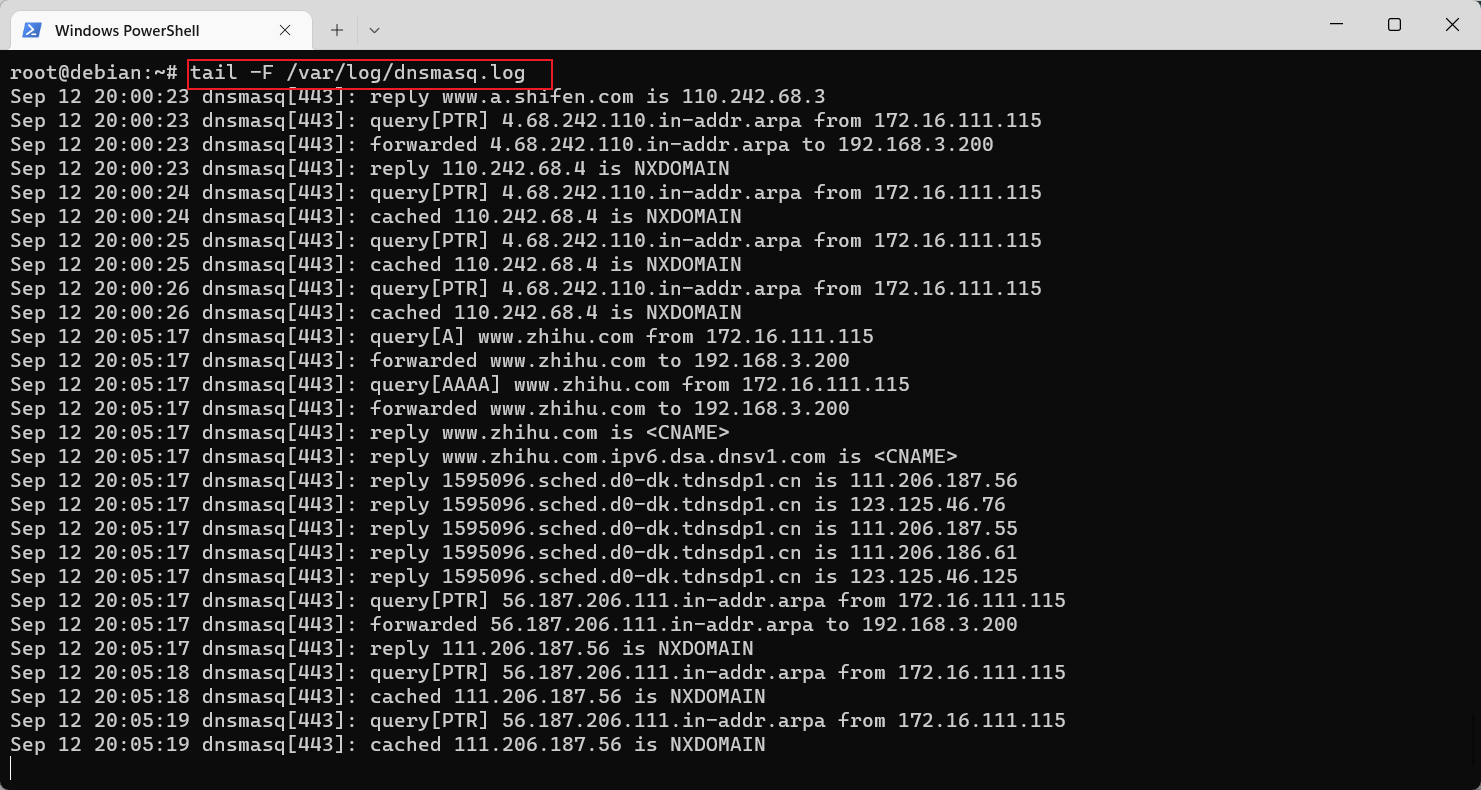 Windows PowerShell
root@debian:~# tail -F /var/log/dnsmasq.log
Sep 12 20:00:23 dnsmasq[443]: reply www.a.shifen.com is 110.242.68.3
Sep 12 20:00:23 dnsmasq[443]: query[PTR] 4.68.242.110.in-addr.arpa from 172.16.111.115
Sep 12 20:00:23 dnsmasq[443]: forwarded 4.68.242.110.in-addr.arpa to 192.168.3.200
Sep 12 20:00:23 dnsmasq[443]: reply 110.242.68.4 is NXDOMAIN
Sep 12 20:00:24 dnsmasq[443]: query[PTR] 4.68.242.110.in-addr.arpa from 172.16.111.115
Sep 12 20:00:24 dnsmasq[443]: cached 110.242.68.4 is NXDOMAIN
Sep 12 20:00:25 dnsmasq[443]: query[PTR] 4.68.242.110.in-addr.arpa from 172.16.111.115
Sep 12 20:00:25 dnsmasq[443]: cached 110.242.68.4 is NXDOMAIN
Sep 12 20:00:26 dnsmasq[443]: query[PTR] 4.68.242.110.in-addr.arpa from 172.16.111.115
Sep 12 20:00:26 dnsmasq[443]: cached 110.242.68.4 is NXDOMAIN
Sep 12 20:05:17 dnsmasq[443]: query[A] www.zhihu.com from 172.16.111.115
Sep 12 20:05:17 dnsmasq[443]: forwarded www.zhihu.com to 192.168.3.200
Sep 12 20:05:17 dnsmasq[443]: query[AAAA] www.zhihu.com from 172.16.111.115
Sep 12 20:05:17 dnsmasq[443]: forwarded www.zhihu.com to 192.168.3.200
Sep 12 20:05:17 dnsmasq[443]: reply www.zhihu.com is <CNAME>
Sep 12 20:05:17 dnsmasq[443]: reply www.zhihu.com.ipv6.dsa.dnsv1.com is <CNAME>
Sep 12 20:05:17 dnsmasq[443]: reply 1595096.sched.d0-dk.tdnsdp1.cn is 111.206.187.56
Sep 12 20:05:17 dnsmasq[443]: reply 1595096.sched.d0-dk.tdnsdp1.cn is 123.125.46.76
Sep 12 20:05:17 dnsmasq[443]: reply 1595096.sched.d0-dk.tdnsdp1.cn is 111.206.187.55
Sep 12 20:05:17 dnsmasq[443]: reply 1595096.sched.d0-dk.tdnsdp1.cn is 111.206.186.61
Sep 12 20:05:17 dnsmasq[443]: reply 1595096.sched.d0-dk.tdnsdp1.cn is 123.125.46.125
Sep 12 20:05:17 dnsmasq[443]: query[PTR] 56.187.206.111.in-addr.arpa from 172.16.111.115
Sep 12 20:05:17 dnsmasq[443]: forwarded 56.187.206.111.in-addr.arpa to 192.168.3.200
Sep 12 20:05:17 dnsmasq[443]: reply 111.206.187.56 is NXDOMAIN
Sep 12 20:05:18 dnsmasq[443]: query[PTR] 56.187.206.111.in-addr.arpa from 172.16.111.115
Sep 12 20:05:18 dnsmasq[443]: cached 111.206.187.56 is NXDOMAIN
Sep 12 20:05:19 dnsmasq[443]: query[PTR] 56.187.206.111.in-addr.arpa from 172.16.111.115
Sep 12 20:05:19 dnsmasq[443]: cached 111.206.187.56 is NXDOMAIN